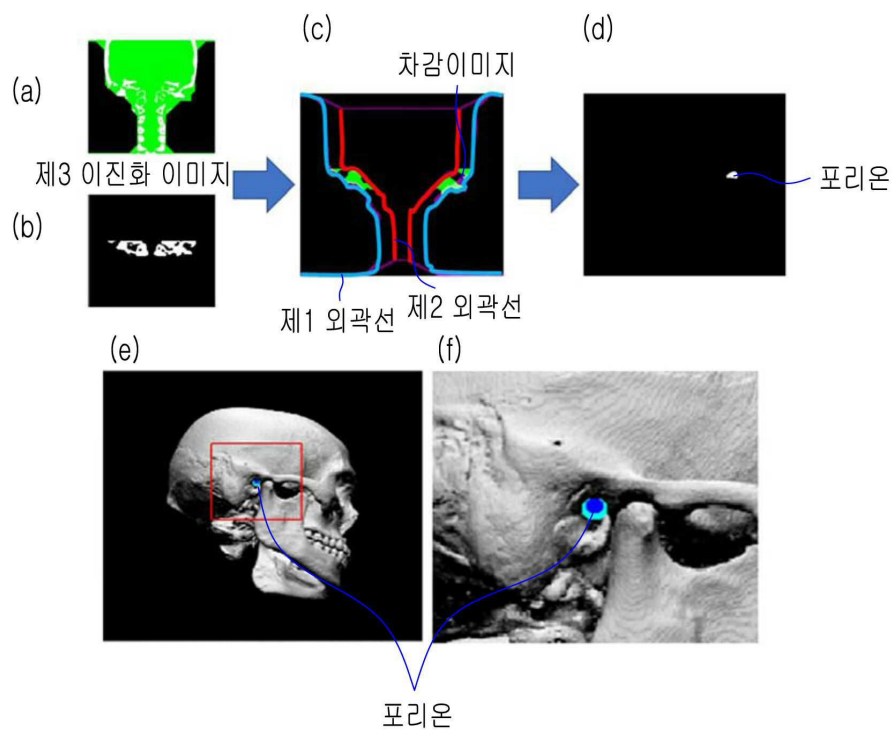 (a)
제3 이진화 이미지
(b)
(c)
차감이미지
제1 외곽선
제2 외곽선
(d)
포리온
(e)
(f)
포리온